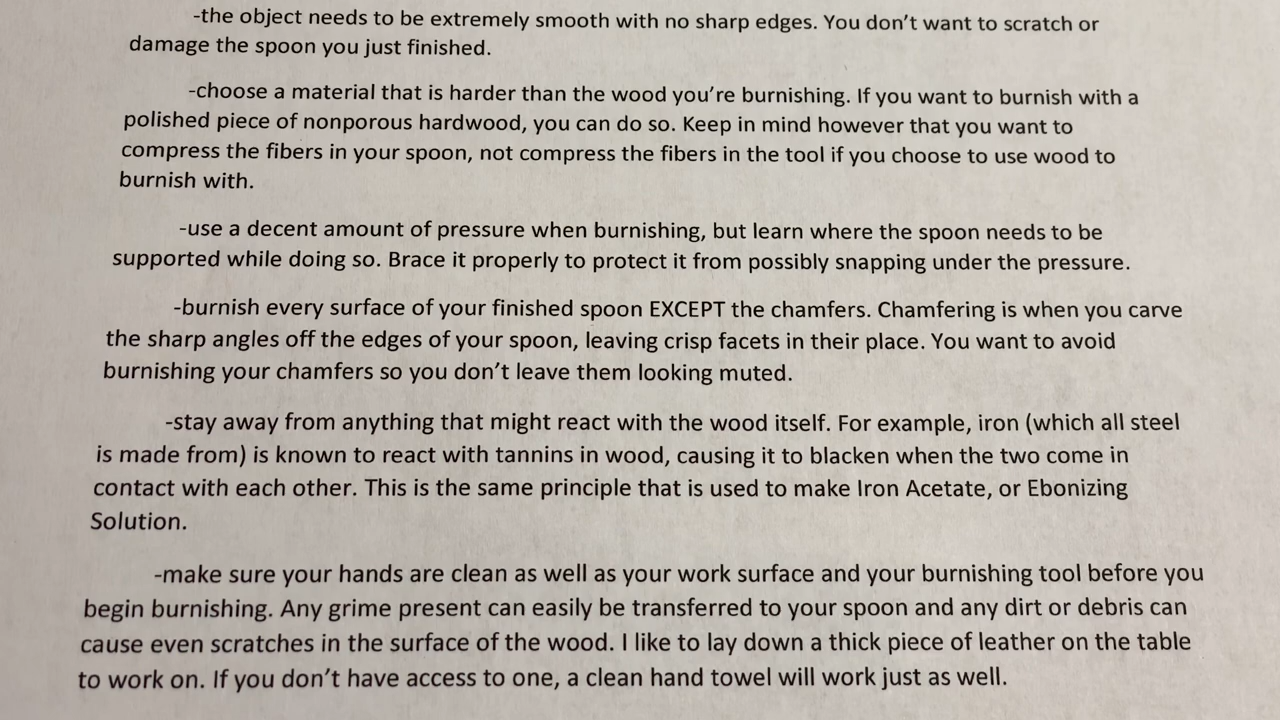 -the object needs to be extremely smooth with no sharp edges. You don’t want to scratch or
damage the spoon you just finished.
-choose a material that is harder than the wood you’re burnishing. If you want to burnish with a
polished piece of nonporous hardwood, you can do so. Keep in mind however that you want to
compress the fibers in your spoon, not compress the fibers in the tool if you choose to use wood to
burnish with.
-use a decent amount of pressure when burnishing, but learn where the spoon needs to be
supported while doing so. Brace it properly to protect it from possibly snapping under the pressure.
-burnish every surface of your finished spoon EXCEPT the chamfers. Chamfering is when you carve
the sharp angles off the edges of your spoon, leaving crisp facets in their place. You want to avoid
burnishing your chamfers so you don’t leave them looking muted.
-stay away from anything that might react with the wood itself. For example, iron (which all steel
is made from) is known to react with tannins in wood, causing it to blacken when the two come in
contact with each other. This is the same principle that is used to make Iron Acetate, or Ebonizing
Solution.
-make sure your hands are clean as well as your work surface and your burnishing tool before you
begin burnishing. Any grime present can easily be transferred to your spoon and any dirt or debris can
cause even scratches in the surface of the wood. I like to lay down a thick piece of leather on the table
to work on. If you don’t have access to one, a clean hand towel will work just as well.